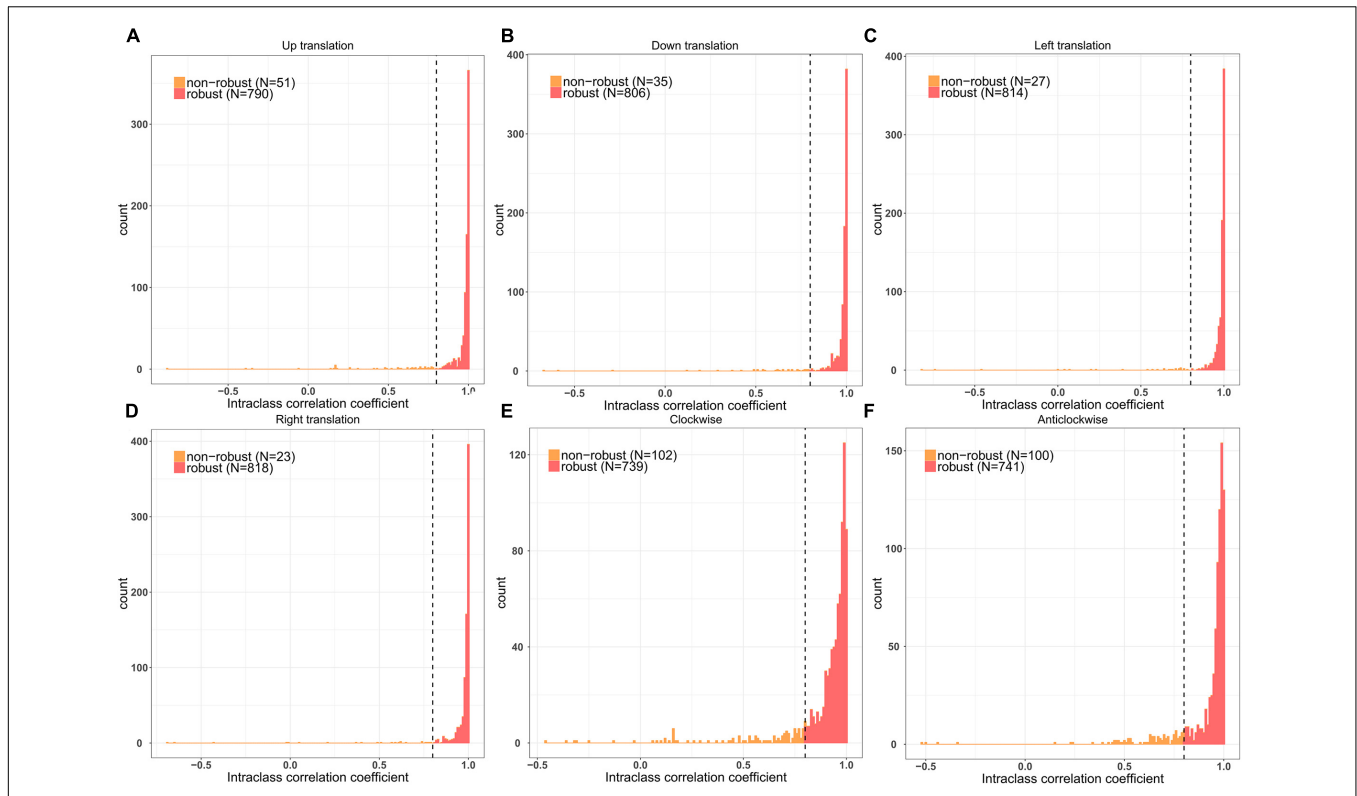 A
Up translation
non−robust (N=51)
robust (N=790)
300
200
100
0
count
−0.5 0.0 0.5 1.0
Intraclass correlation coefficient
B
Down translation
non−robust (N=35)
robust (N=806)
400
300
200
100
0
count
−0.5 0.0 0.5 1.0
Intraclass correlation coefficient
C
Left translation
non−robust (N=27)
robust (N=814)
400
300
200
100
0
count
−0.5 0.0 0.5 1.0
Intraclass correlation coefficient
D
Right translation
non−robust (N=23)
robust (N=818)
400
300
200
100
0
count
−0.5 0.0 0.5 1.0
Intraclass correlation coefficient
E
Clockwise
non−robust (N=102)
robust (N=739)
120
80
40
0
count
−0.5 0.0 0.5 1.0
Intraclass correlation coefficient
F
Anticlockwise
non−robust (N=100)
robust (N=741)
150
100
50
0
count
−0.5 0.0 0.5 1.0
Intraclass correlation coefficient